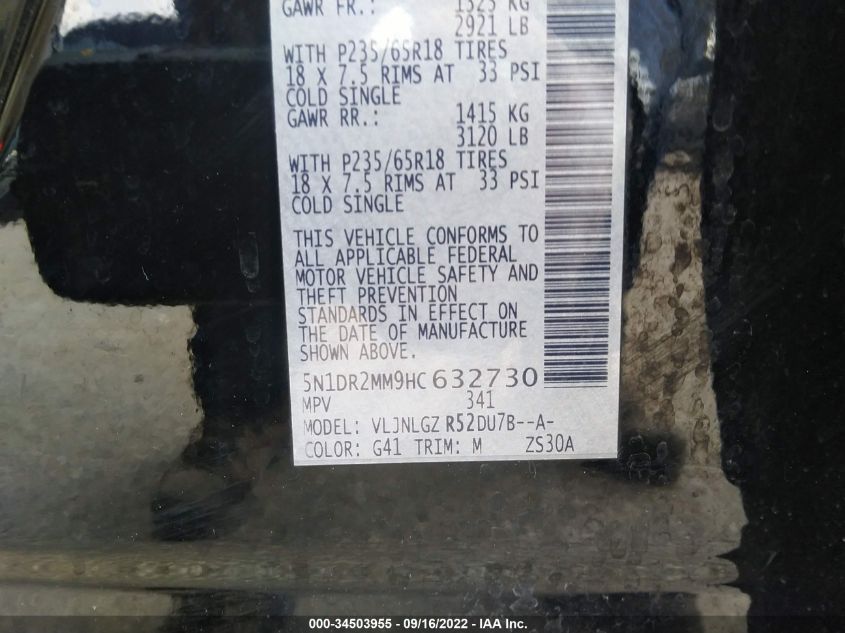 GAWR FR.: 1325 KG
2921 LB
WITH P235/65R18 TIRES
18 X 7.5 RIMS AT 33 PSI
COLD SINGLE
GAWR RR.: 1415 KG
3120 LB
WITH P235/65R18 TIRES
18 X 7.5 RIMS AT 33 PSI
COLD SINGLE
THIS VEHICLE CONFORMS TO
ALL APPLICABLE FEDERAL
MOTOR VEHICLE SAFETY AND
THEFT PREVENTION
STANDARDS IN EFFECT ON
THE DATE OF MANUFACTURE
SHOWN ABOVE.
5N1DR2MM9HC632730
MPV 341
MODEL: VLJNLGZ R52DU7B--A-
COLOR: G41 TRIM: M ZS30A
000-34503955 - 09/16/2022 - IAA Inc.